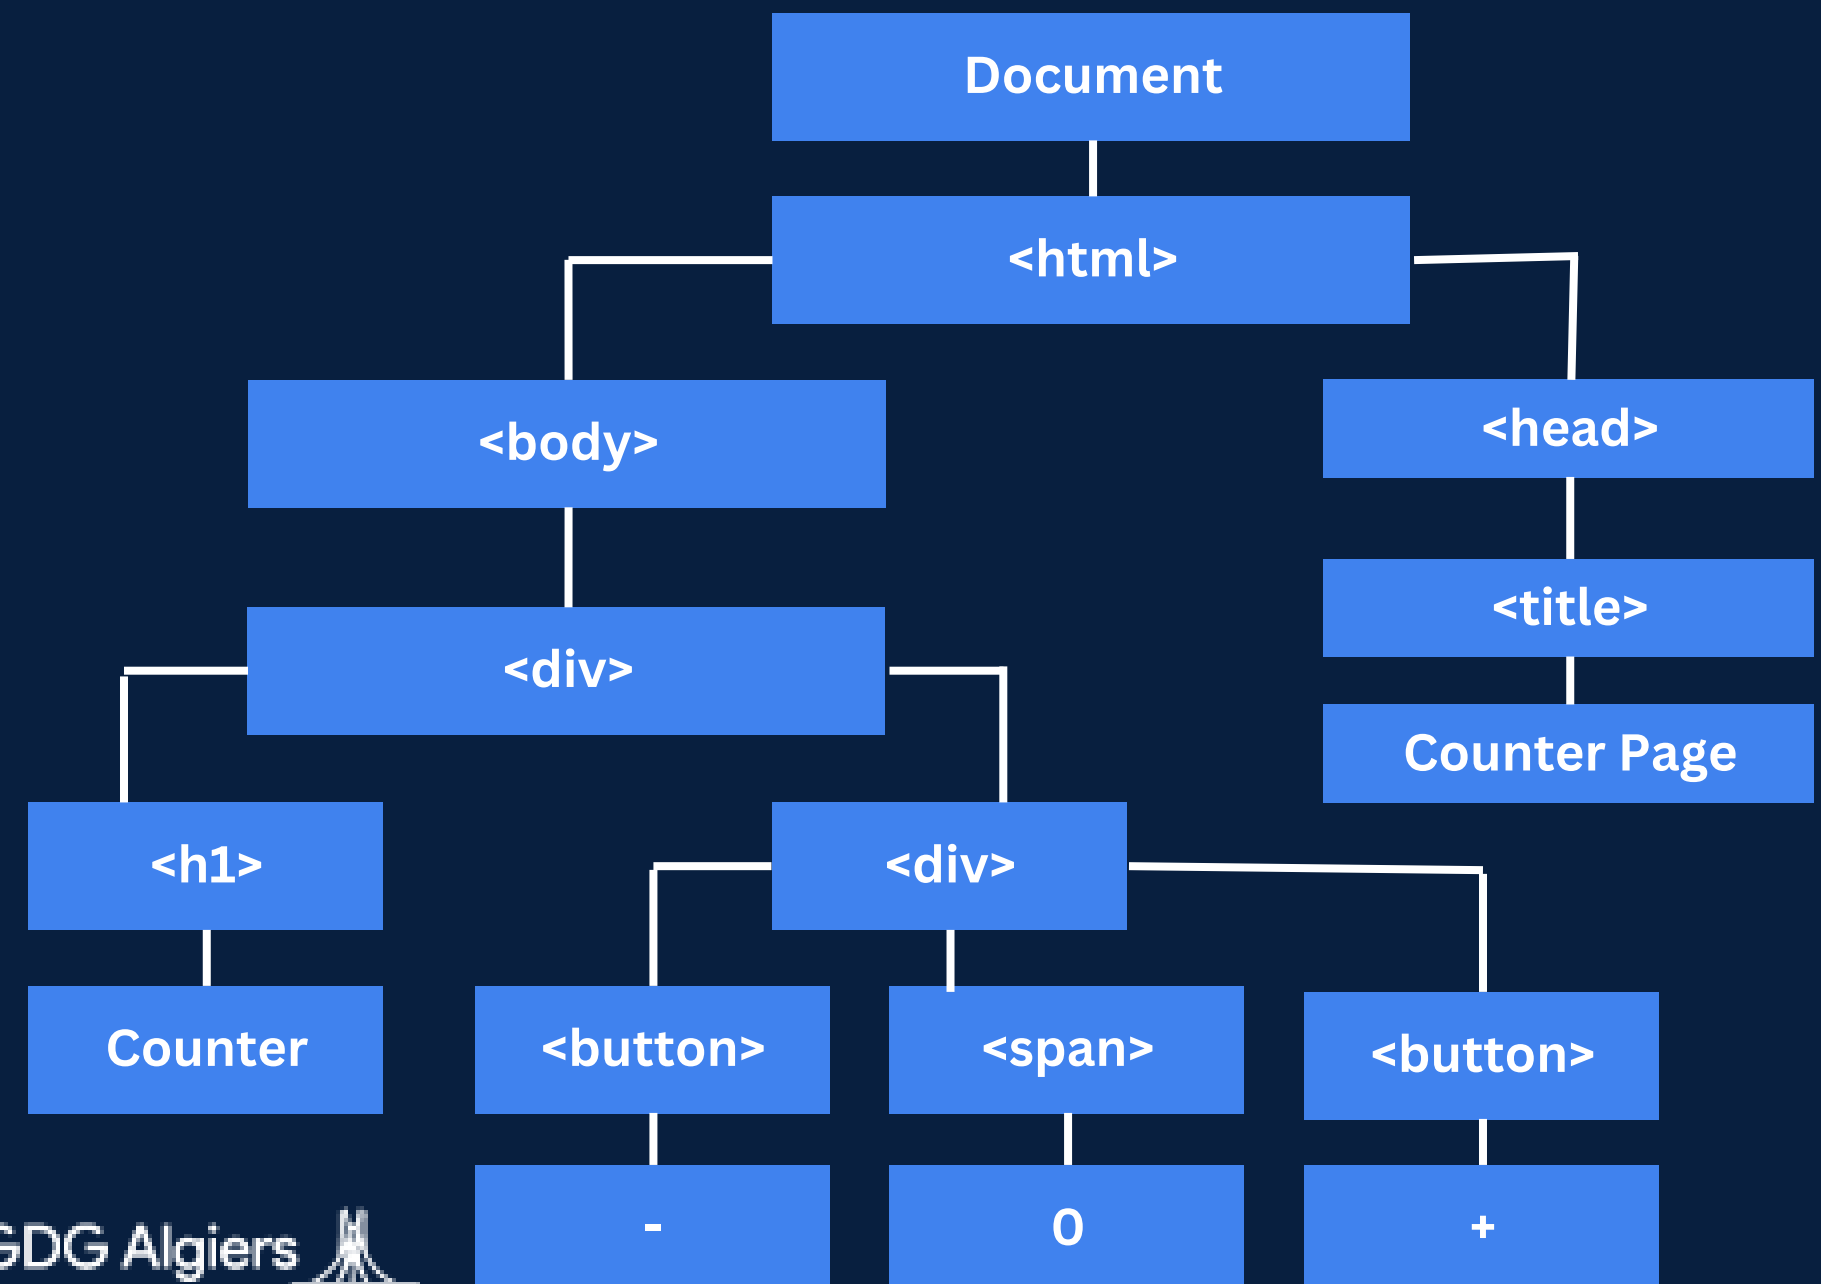 Document
<html>
<body>
<head>
<div>
<title>
Counter Page
<h1>
<div>
Counter
<button>
<span>
<button>
-
0
+
GDG Algiers